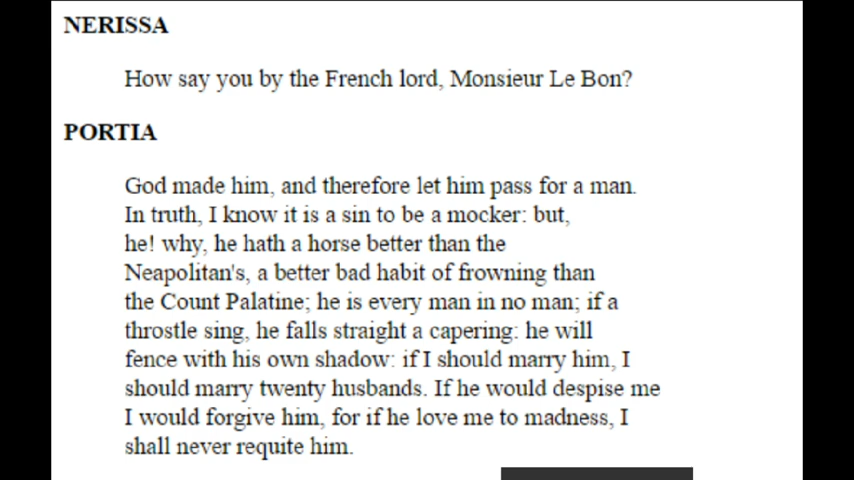 NERISSA
How say you by the French lord, Monsieur Le Bon?
PORTIA
God made him, and therefore let him pass for a man.
In truth, I know it is a sin to be a mocker: but,
he! why, he hath a horse better than the
Neapolitan's, a better bad habit of frowning than
the Count Palatine; he is every man in no man; if a
throstle sing, he falls straight a capering: he will
fence with his own shadow: if I should marry him, I
should marry twenty husbands. If he would despise me
I would forgive him, for if he love me to madness, I
shall never requite him.